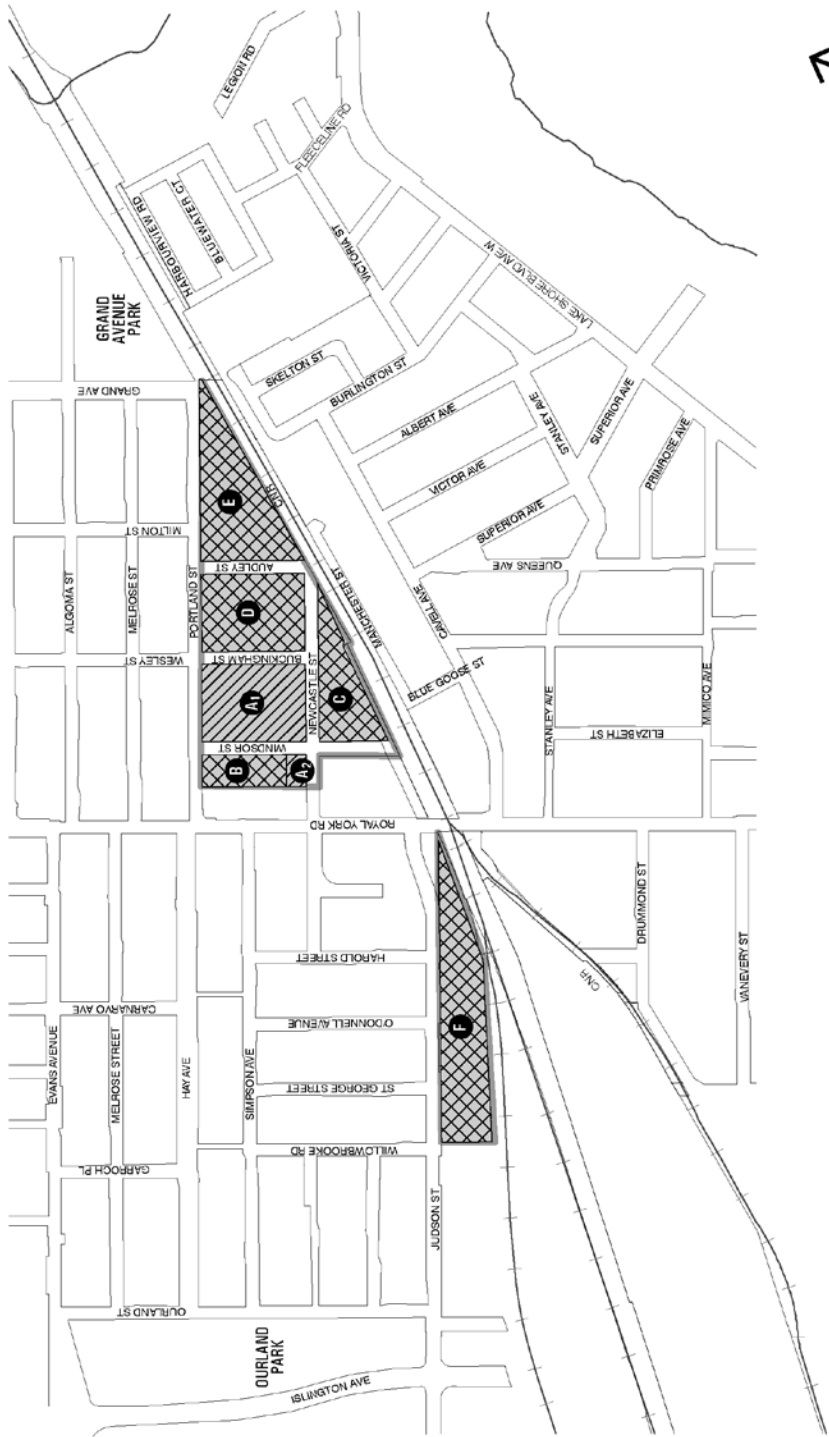 LEGION RD
FLEECELINE RD
HARBOURVIEW RD
BLUEWATER CT
VICTORIA ST
LAKE SHORE BLVD AVE W
GRAND
AVENUE
PARK
GRAND AVE
SKELTON ST
BURLINGTON ST
ALBERT AVE
STANLEY AVE
SUPERIOR AVE
VICTOR AVE
PRIMROSE AVE
SUPERIOR AVE
MILTON ST
E
CNR
AUDLEY ST
QUEENS AVE
ALGOMA ST
MELROSE ST
PORTLAND ST
D
MANCHESTER ST
CAVELL AVE
WESLEY ST
BUCKINGHAM ST
BLUE GOOSE ST
A1
NEWCASTLE ST
C
STANLEY AVE
MIMICO AVE
ELIZABETH ST
WINDSOR ST
B
A2
ROYAL YORK RD
DRUMMOND ST
VANEVERY ST
HAROLD STREET
CNR
CARNARVO AVE
O'DONNELL AVENUE
F
EVANS AVENUE
MELROSE STREET
HAY AVE
SIMPSON AVE
ST GEORGE STREET
WILLOWBROOKE RD
GARROCH PL
JUDSON ST
OURLAND ST
OURLAND
PARK
ISLINGTON AVE